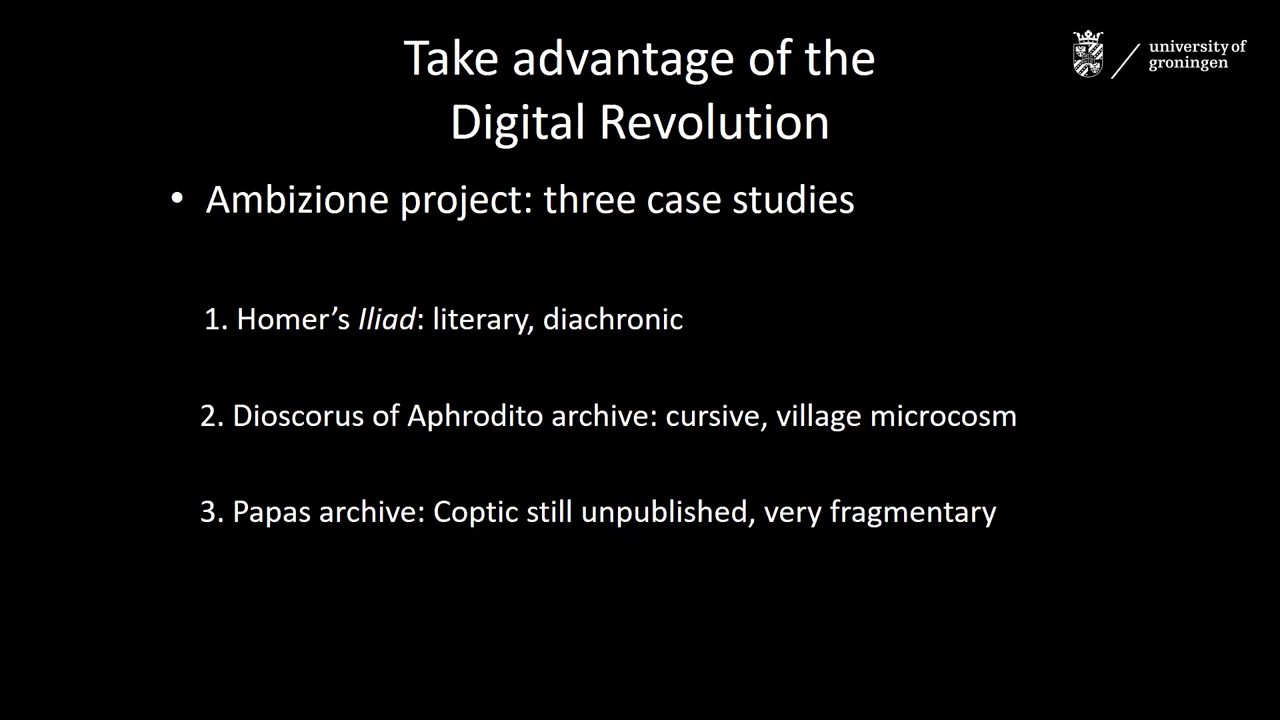 Take advantage of the
Digital Revolution
university of
groningen
• Ambizione project: three case studies
1. Homer’s Iliad: literary, diachronic
2. Dioscorus of Aphrodito archive: cursive, village microcosm
3. Papas archive: Coptic still unpublished, very fragmentary